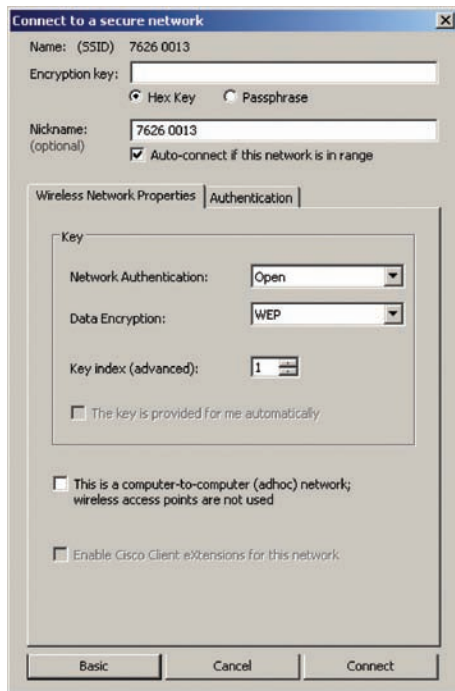 Connect to a secure network
Name: (SSID) 7626 0013
Encryption key:
Hex Key Passphrase
Nickname: 7626 0013
(optional)
Auto-connect if this network is in range
Wireless Network Properties Authentication
Key
Network Authentication: Open
Data Encryption: WEP
Key index (advanced): 1
The key is provided for me automatically
This is a computer-to-computer (adhoc) network;
wireless access points are not used
Enable Cisco Client eXtensions for this network
Basic Cancel Connect